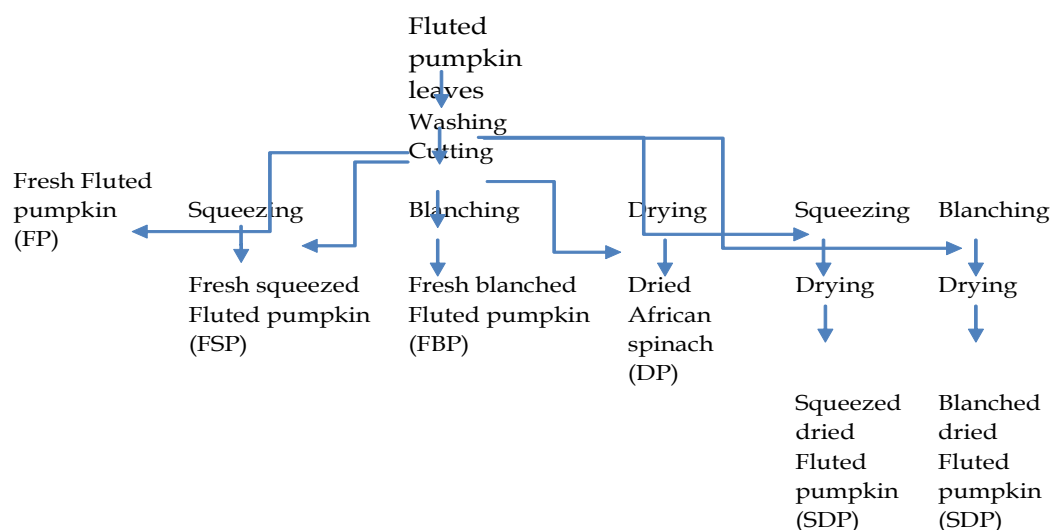 Fluted
pumpkin
leaves
Washing
Cutting
Fresh Fluted
pumpkin
(FP)
Squeezing
Fresh squeezed
Fluted pumpkin
(FSP)
Blanching
Fresh blanched
Fluted pumpkin
(FBP)
Drying
Dried
African
spinach
(DP)
Squeezing
Drying
Squeezed
dried
Fluted
pumpkin
(SDP)
Blanching
Drying
Blanched
dried
Fluted
pumpkin
(SDP)